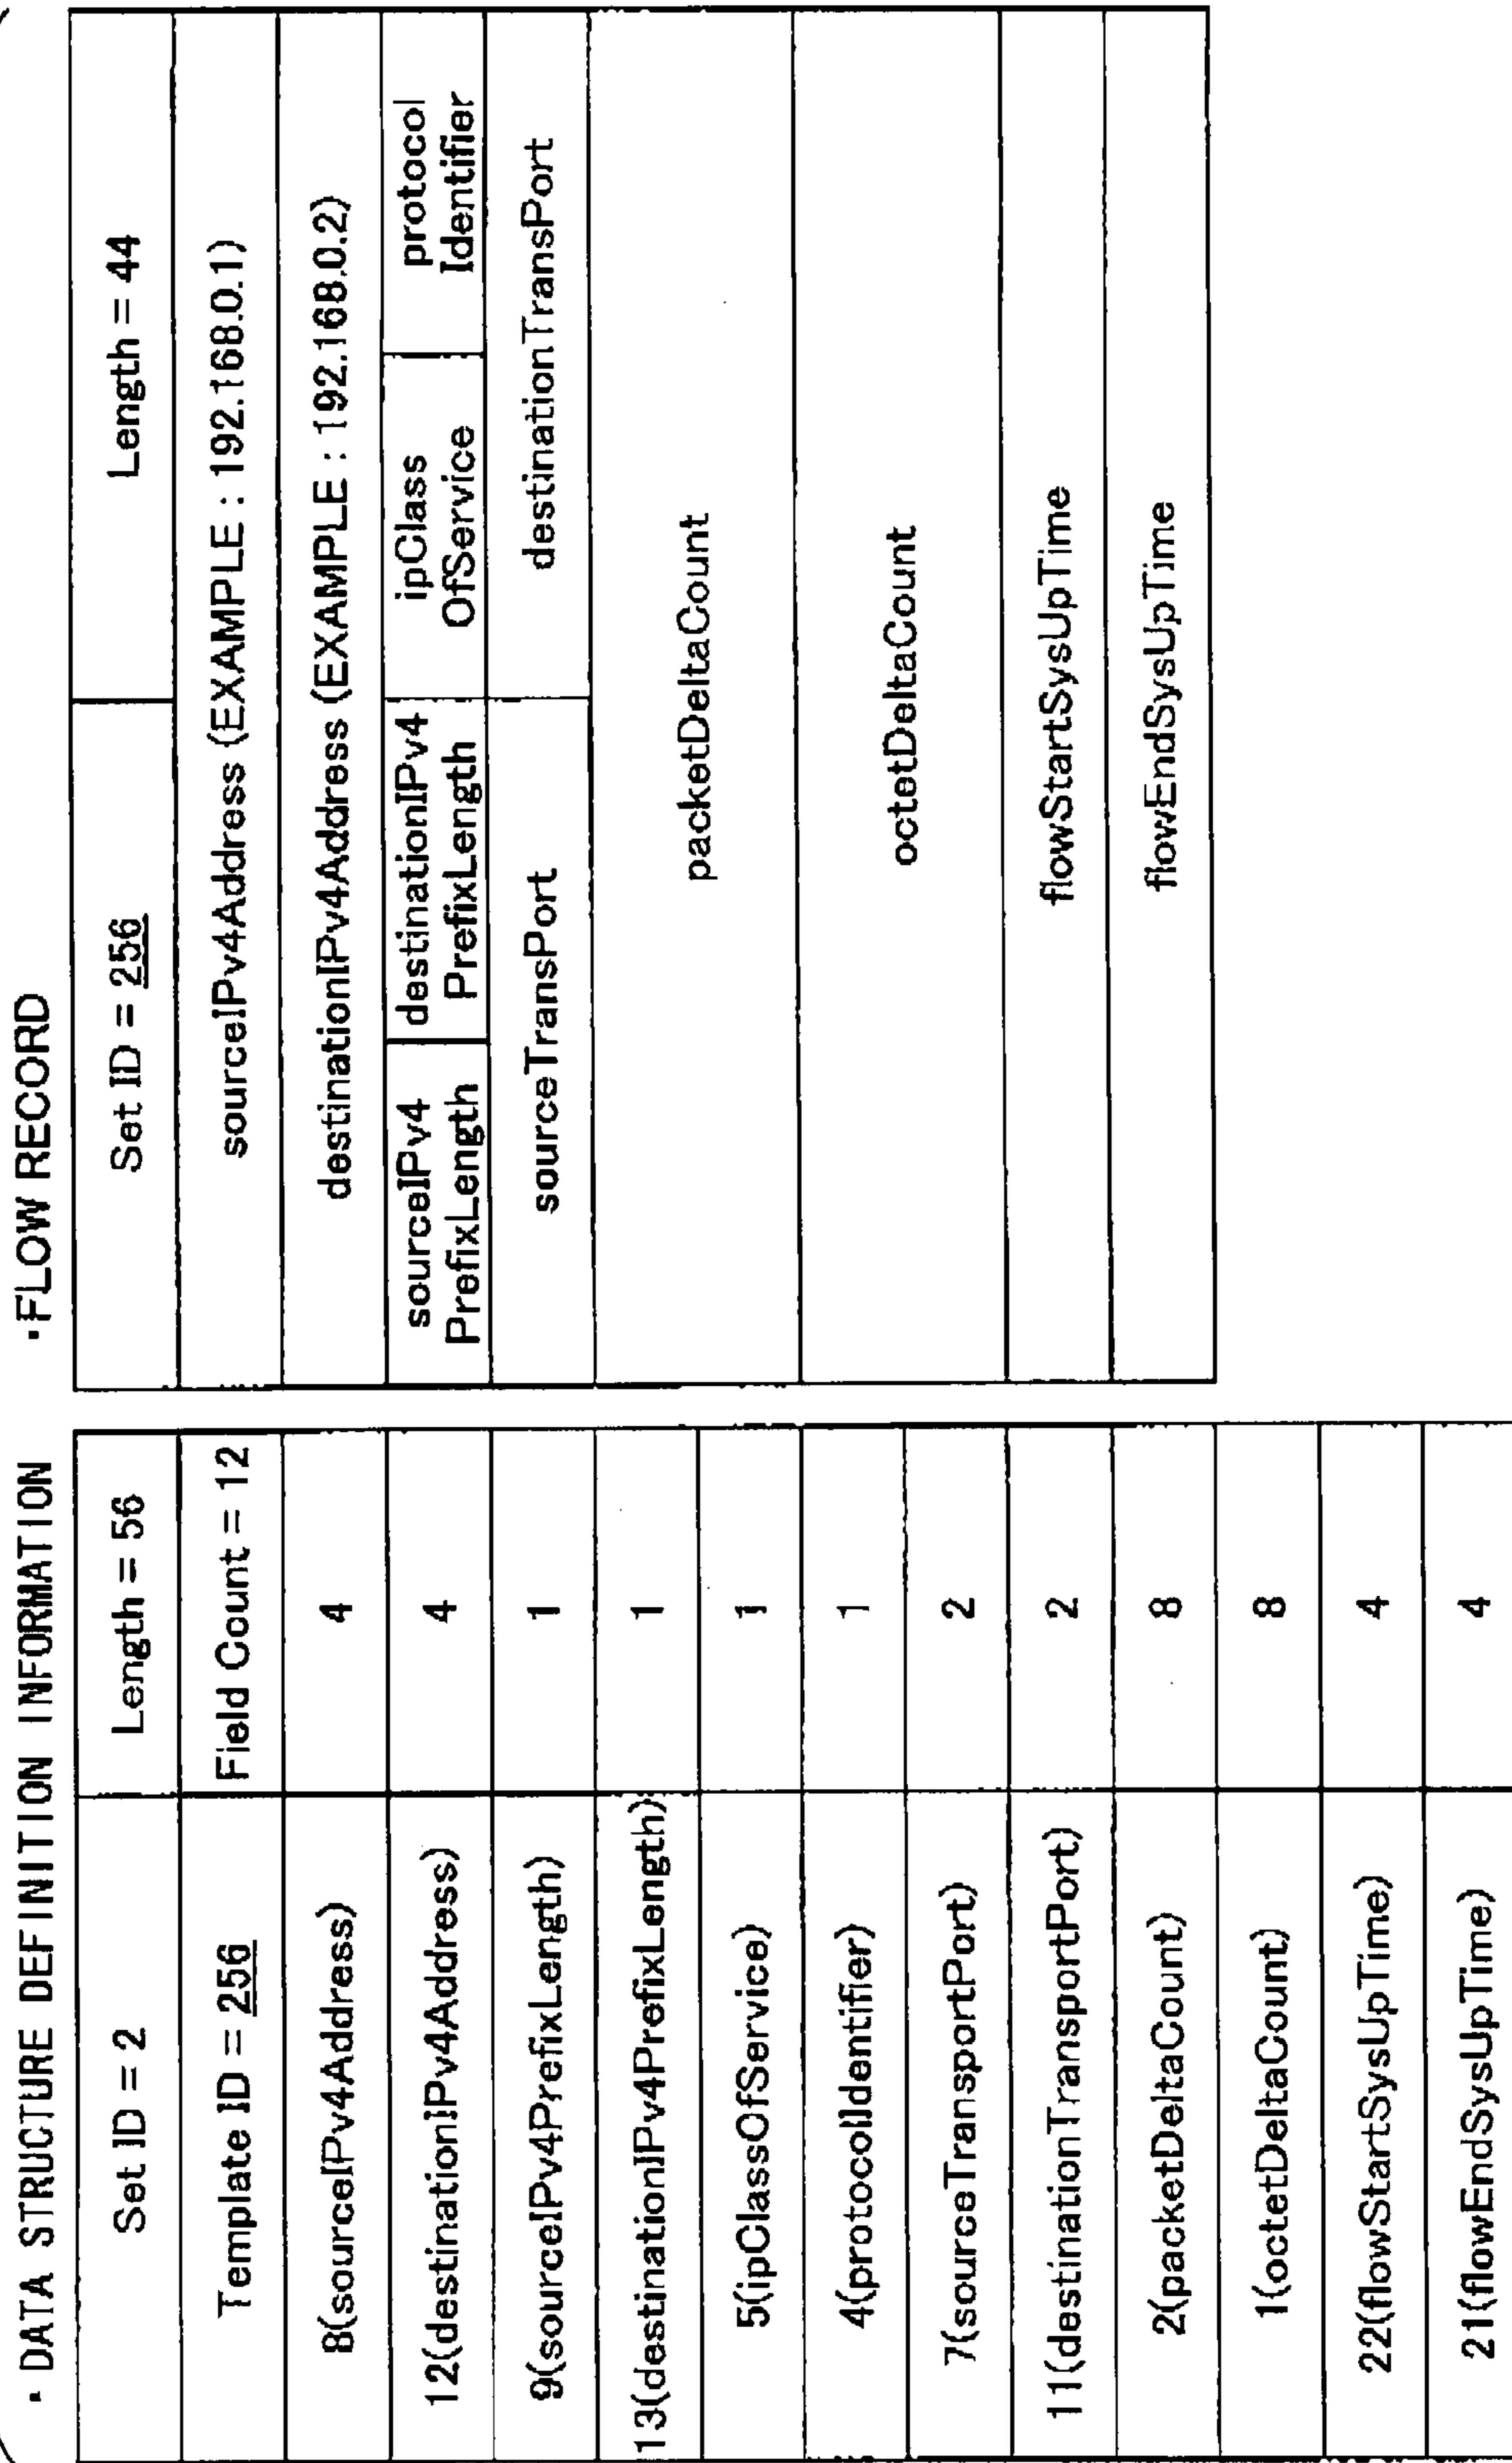 · DATA STRUCTURE DEFINITION INFORMATION
Set ID = 2 Length = 56
Template ID = 256 Field Count = 12
8(sourceIPv4Address) 4
12(destinationIPv4Address) 4
9(sourceIPv4PrefixLength) 1
13(destinationIPv4PrefixLength) 1
5(ipClassOfService) 1
4(protocolIdentifier) 1
7(sourceTransportPort) 2
11(destinationTransportPort) 2
2(packetDeltaCount) 8
1(octetDeltaCount) 8
22(flowStartSysUpTime) 4
21(flowEndSysUpTime) 4
· FLOW RECORD
Set ID = 256 Length = 44
sourceIPv4Address (EXAMPLE : 192.168.0.1)
destinationIPv4Address (EXAMPLE : 192.168.0.2)
sourceIPv4
PrefixLength
destinationIPv4
PrefixLength
ipClass
OfService
protocol
Identifier
sourceTransPort destinationTransPort
packetDeltaCount
octetDeltaCount
flowStartSysUpTime
flowEndSysUpTime